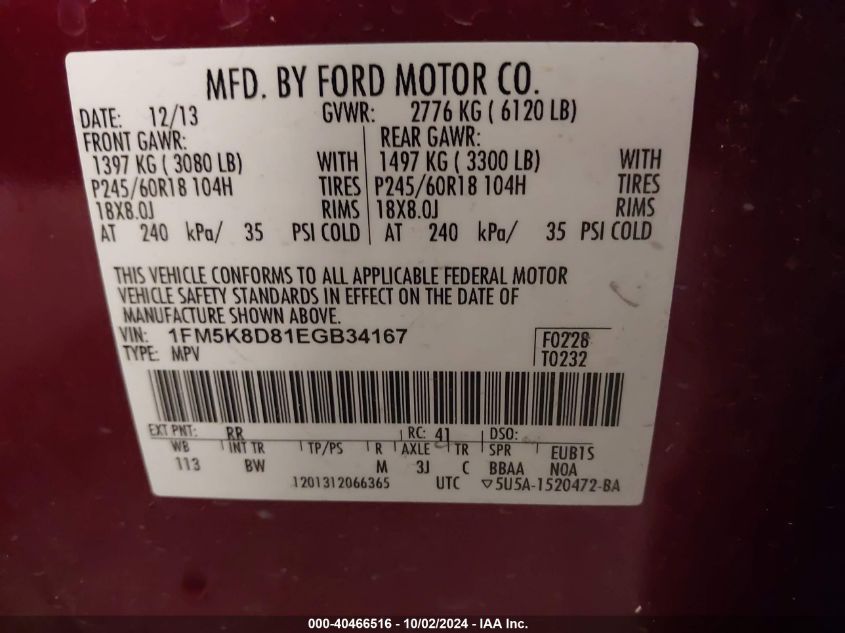 MFD. BY FORD MOTOR CO.
DATE: 12/13 GVWR: 2776 KG ( 6120 LB)
FRONT GAWR: REAR GAWR:
1397 KG ( 3080 LB) WITH 1497 KG ( 3300 LB) WITH
P245/60R18 104H TIRES P245/60R18 104H TIRES
18X8.0J RIMS 18X8.0J RIMS
AT 240 kPa/ 35 PSI COLD AT 240 kPa/ 35 PSI COLD
THIS VEHICLE CONFORMS TO ALL APPLICABLE FEDERAL MOTOR
VEHICLE SAFETY STANDARDS IN EFFECT ON THE DATE OF
MANUFACTURE SHOWN ABOVE.
VIN: 1FM5K8D81EGB34167 F0228
TYPE: MPV T0232
EXT PNT: RR RC: 41 DSO:
WB INT TR TP/PS R AXLE TR SPR EUB1S
113 BW M 3J C BBAA NOA
1201312066365 UTC ▽5U5A-1520472-BA
000-40466516 - 10/02/2024 - IAA Inc.